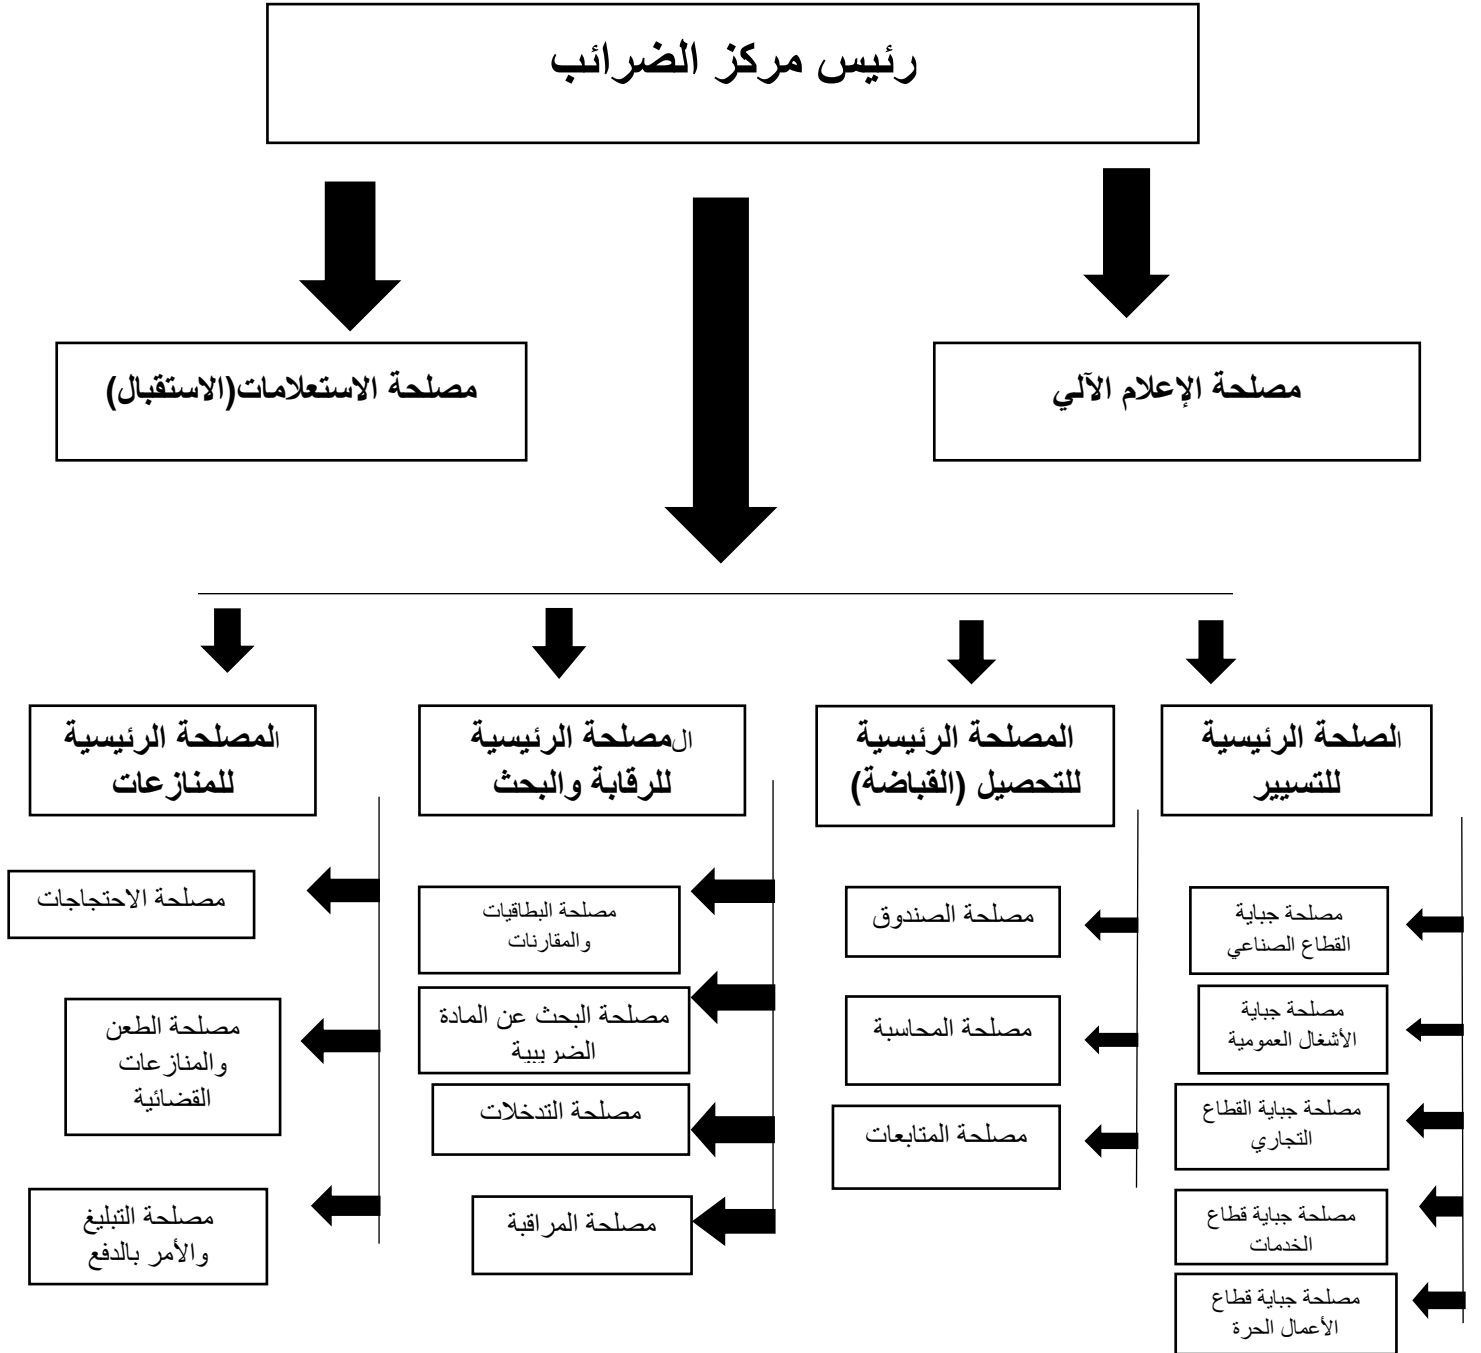 رئيس مركز الضرائب
مصلحة الإعلام الآلي
مصلحة الاستعلامات(الاستقبال)
الصلحة الرئيسية
للتسيير
مصلحة جباية
القطاع الصناعي
مصلحة جباية
الأشغال العمومية
مصلحة جباية القطاع
التجاري
مصلحة جباية قطاع
الخدمات
مصلحة جباية قطاع
الأعمال الحرة
المصلحة الرئيسية
للتحصيل (القباضة)
مصلحة الصندوق
مصلحة المحاسبة
مصلحة المتابعات
المصلحة الرئيسية
للرقابة والبحث
مصلحة البطاقيات
والمقارنات
مصلحة البحث عن المادة
الضريبية
مصلحة التدخلات
مصلحة المراقبة
المصلحة الرئيسية
للمنازعات
مصلحة الاحتجاجات
مصلحة الطعن
والمنازعات
القضائية
مصلحة التبليغ
والأمر بالدفع